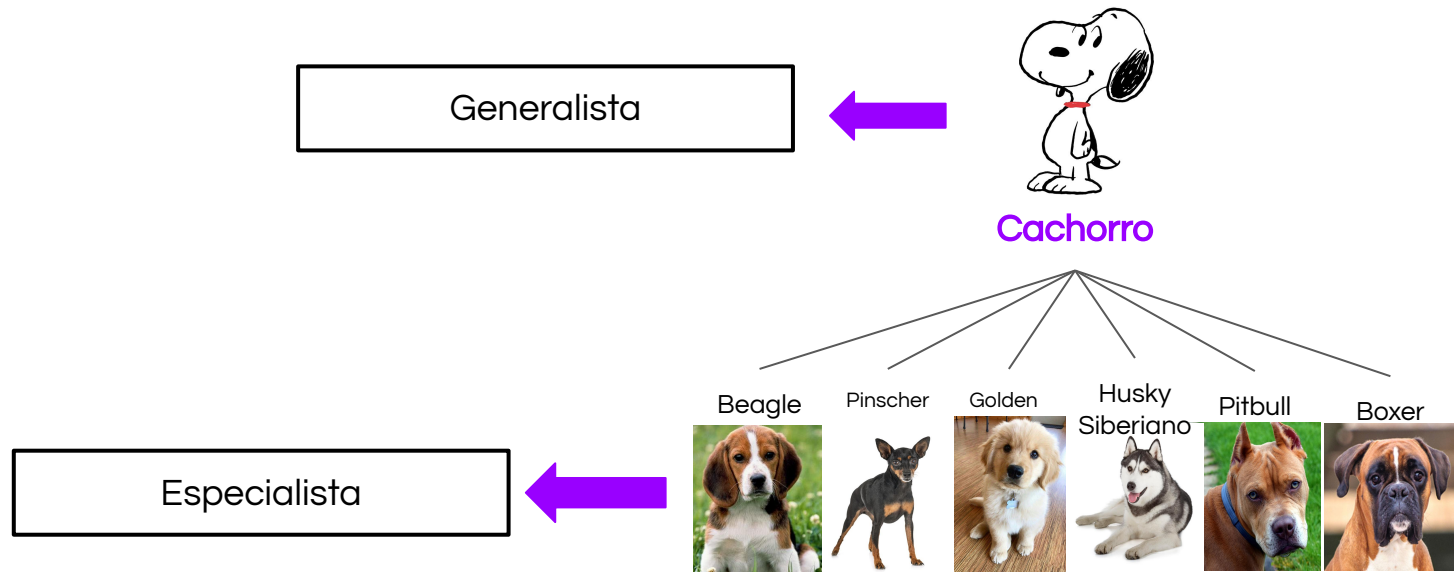 Generalista
Cachorro
Beagle
Pinscher
Golden
Husky
Siberiano
Pitbull
Boxer
Especialista